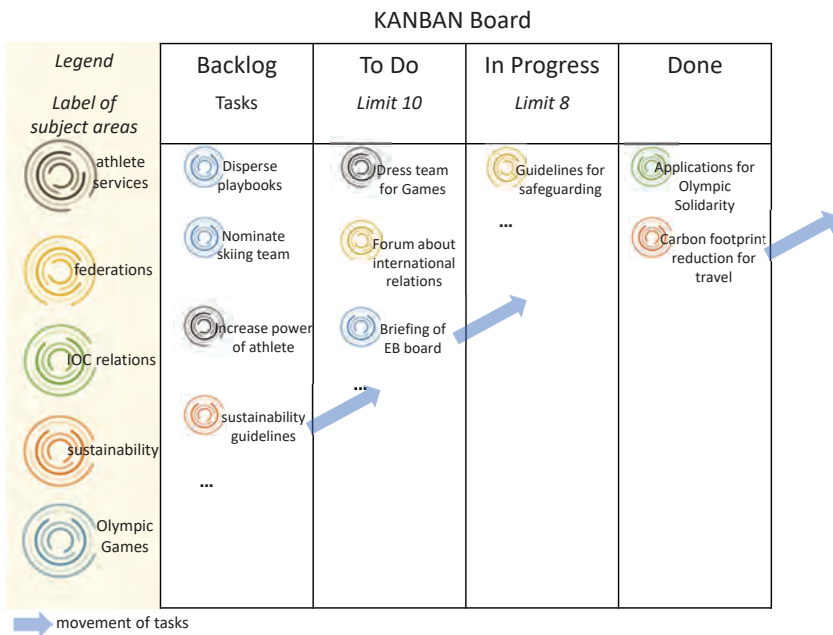 KANBAN Board
Legend
Label of
subject areas
athlete
services
federations
IOC relations
sustainability
Olympic
Games
Backlog
Tasks
Disperse
playbooks
Nominate
skiing team
Increase power
of athlete
sustainability
guidelines
...
To Do
Limit 10
Dress team
for Games
Forum about
international
relations
Briefing of
EB board
...
In Progress
Limit 8
Guidelines for
safeguarding
...
Done
Applications for
Olympic
Solidarity
Carbon footprint
reduction for
travel
movement of tasks